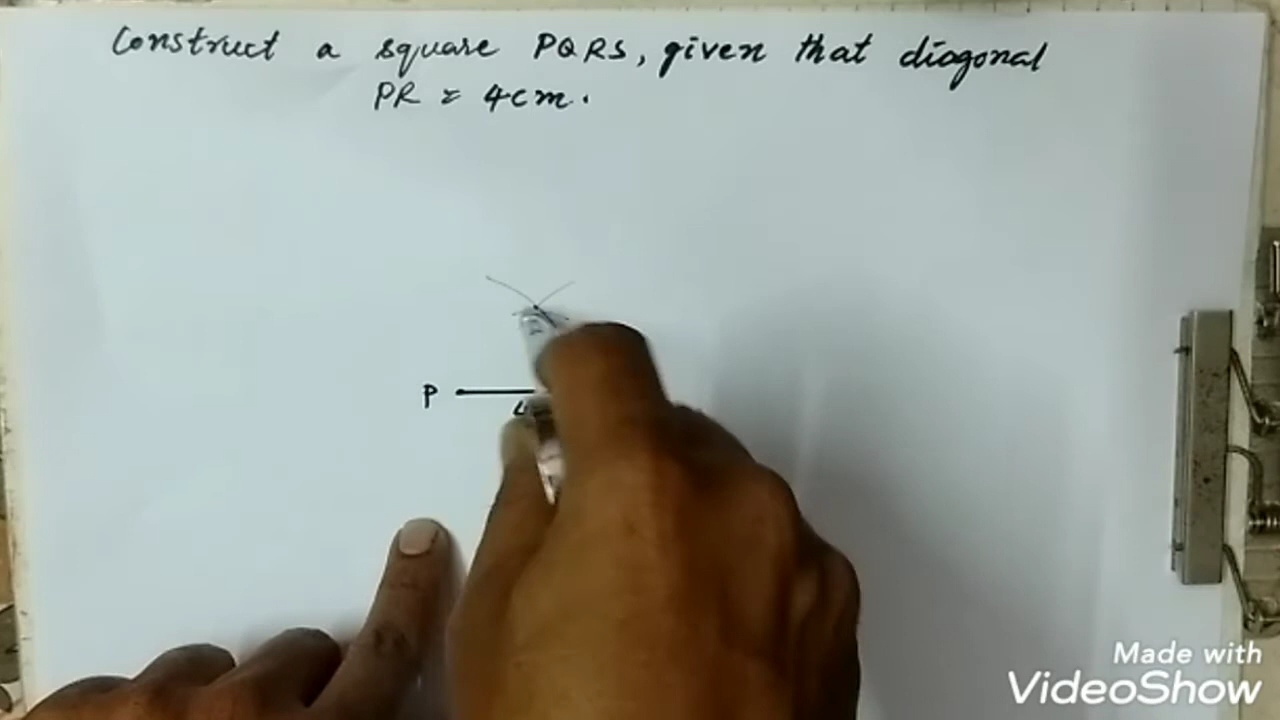 Construct a square PQRS, given that diagonal
PR = 4cm.
P
Made with
VideoShow